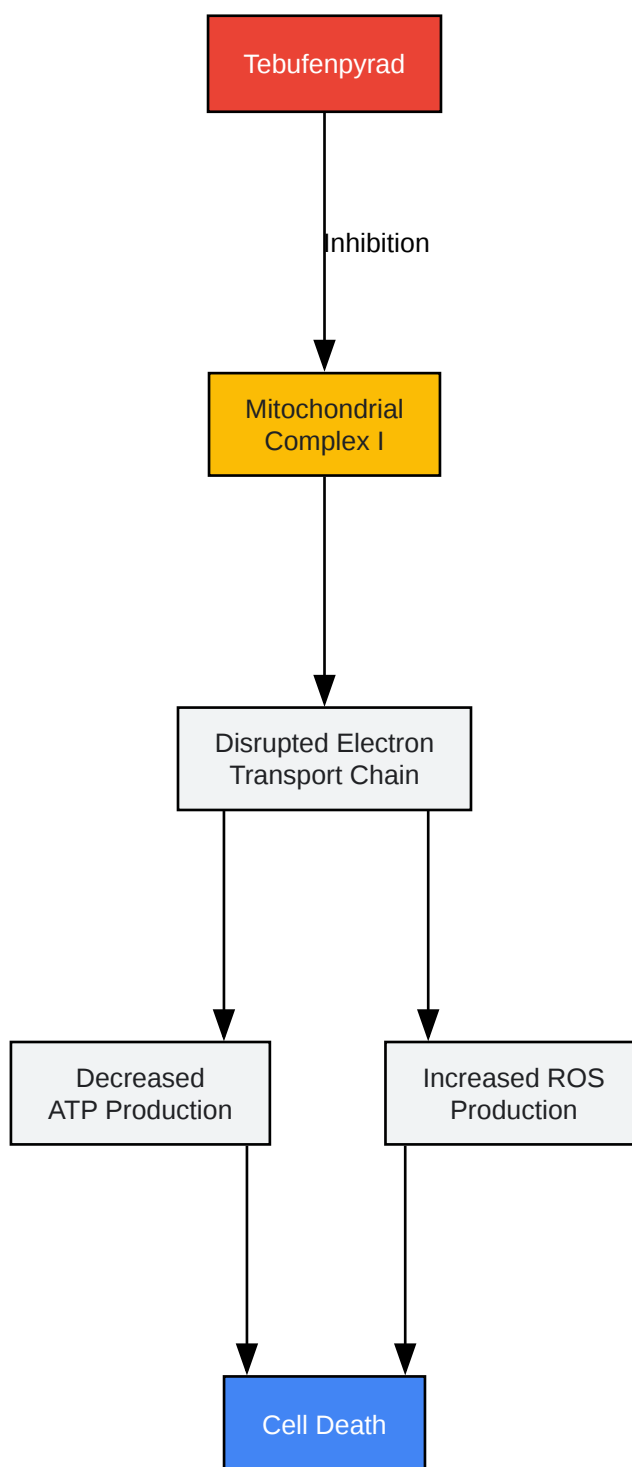 Tebufenpyrad
Inhibition
Mitochondrial
Complex I
Disrupted Electron
Transport Chain
Decreased
ATP Production
Increased ROS
Production
Cell Death